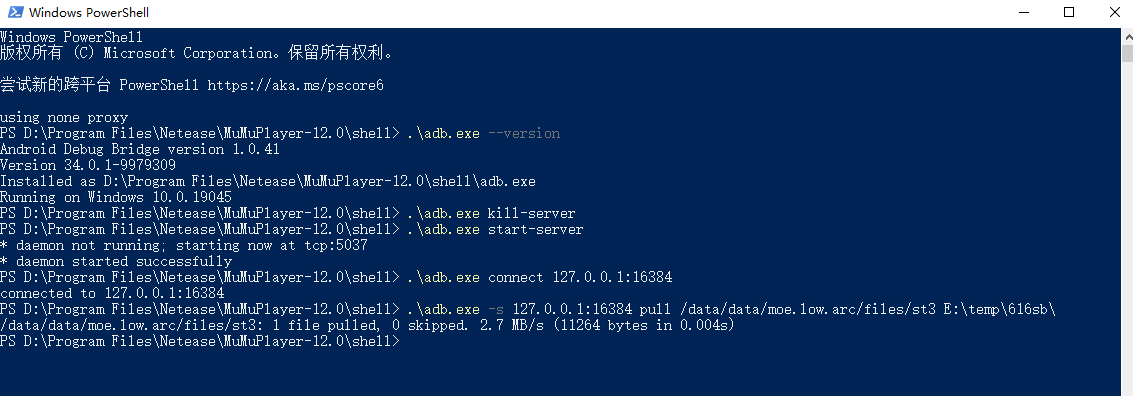 Windows PowerShell
Windows PowerShell
版权所有 (C) Microsoft Corporation。保留所有权利。
尝试新的跨平台 PowerShell https://aka.ms/pscore6
using none proxy
PS D:\Program Files\Netease\MuMuPlayer-12.0\shell> .\adb.exe --version
Android Debug Bridge version 1.0.41
Version 34.0.1-9979309
Installed as D:\Program Files\Netease\MuMuPlayer-12.0\shell\adb.exe
Running on Windows 10.0.19045
PS D:\Program Files\Netease\MuMuPlayer-12.0\shell> .\adb.exe kill-server
PS D:\Program Files\Netease\MuMuPlayer-12.0\shell> .\adb.exe start-server
* daemon not running; starting now at tcp:5037
* daemon started successfully
PS D:\Program Files\Netease\MuMuPlayer-12.0\shell> .\adb.exe connect 127.0.0.1:16384
connected to 127.0.0.1:16384
PS D:\Program Files\Netease\MuMuPlayer-12.0\shell> .\adb.exe -s 127.0.0.1:16384 pull /data/data/moe.low.arc/files/st3 E:\temp\616sb\
/data/data/moe.low.arc/files/st3: 1 file pulled, 0 skipped. 2.7 MB/s (11264 bytes in 0.004s)
PS D:\Program Files\Netease\MuMuPlayer-12.0\shell>